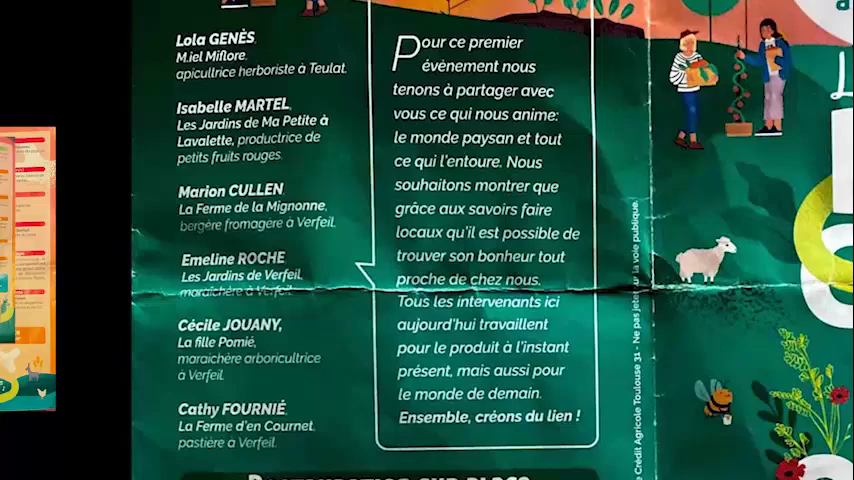 Lola GENÈS,
M.iel Miflore,
apicultrice herboriste à Teulat.
Isabelle MARTEL,
Les Jardins de Ma Petite à
Lavalette, productrice de
petits fruits rouges.
Marion CULLEN,
La Ferme de la Mignonne,
bergère fromagère à Verfeil.
Emeline ROCHE
Les Jardins de Verfeil,
maraîchère à Verfeil.
Cécile JOUANY,
La fille Pomié,
maraichère arboricultrice
à Verfeil.
Cathy FOURNIÉ,
La Ferme d'en Cournet,
pastière à Verfeil.
Pour ce premier
évènement nous
tenons à partager avec
vous ce qui nous anime:
le monde paysan et tout
ce qui l'entoure. Nous
souhaitons montrer que
grâce aux savoirs faire
locaux qu'il est possible de
trouver son bonheur tout
proche de chez nous.
Tous les intervenants ici
aujourd'hui travaillent
pour le produit à l'instant
présent, mais aussi pour
le monde de demain.
Ensemble, créons du lien !
Crédit Agricole Toulouse 31 - Ne pas jeter sur la voie publique.